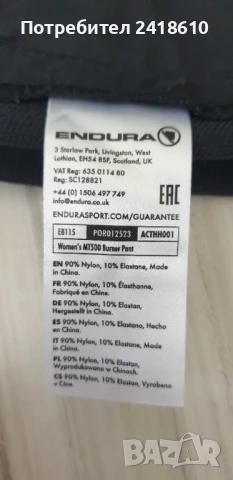 Потребител 2418610
ENDURA
3 Starlaw Park, Livingston, West
Lothian, EH54 8SF, Scotland, UK
VAT Reg: 635 0114 80
Reg: SC128821
+44 (0) 1506 497 749
info@endura.co.uk
EAC
ENDURASPORT.COM/GUARANTEE
E8115 POR012523 ACTHH001
Women's MT500 Burner Pant
EN 90% Nylon, 10% Elastane, Made
in China.
FR 90% Nylon, 10% Élasthanne,
Fabriqué en Chine.
DE 90% Nylon, 10% Elastan,
Hergestellt in China.
ES 90% Nylon, 10% Elastano, Hecho
en China.
IT 90% Nylon, 10% Elastane, Made
in China.
PL 90% Nylon, 10% Elastan,
Wyprodukowano w Chinach.
CS 90% Nylon, 10% Elastan, Vyrobeno
v Číně.
BAZAR
bg